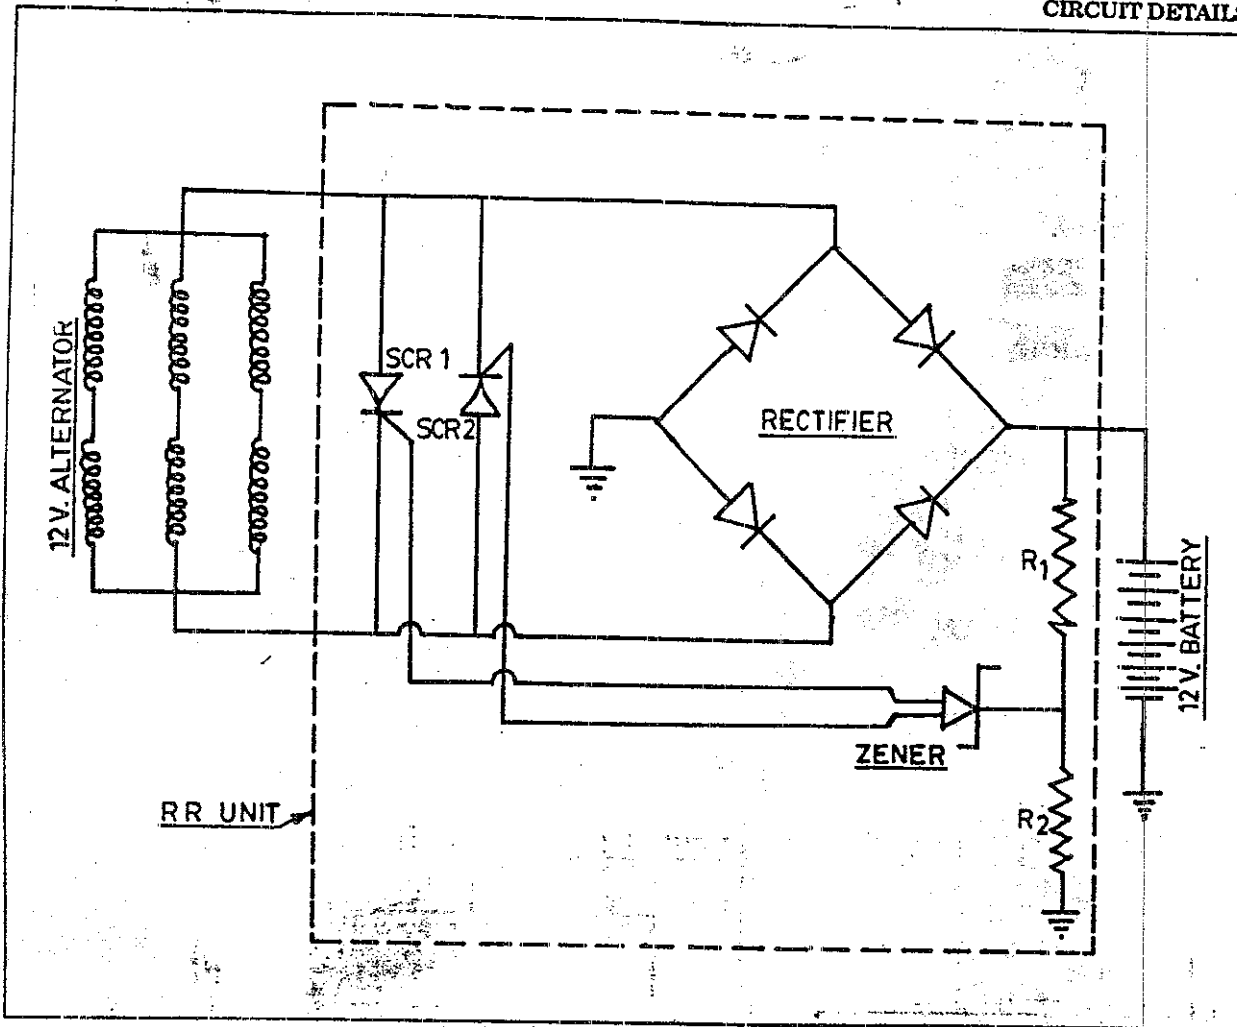 CIRCUIT DETAILS
12 V. ALTERNATOR
SCR 1
SCR2
RECTIFIER
R1
12 V. BATTERY
ZENER
RR UNIT
R2